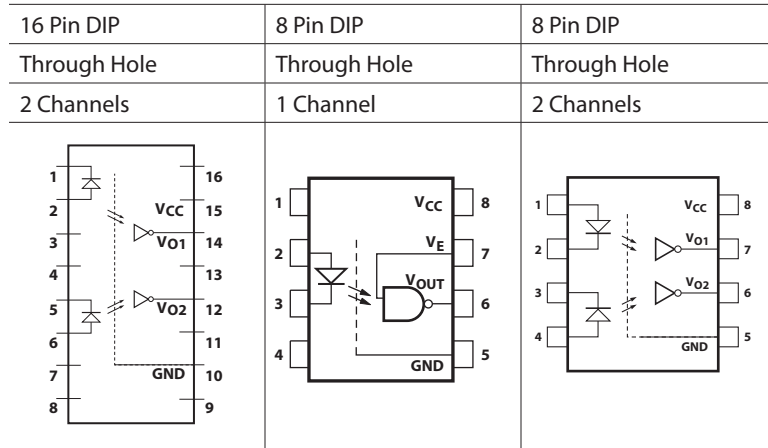 16 Pin DIP 8 Pin DIP 8 Pin DIP
Through Hole Through Hole Through Hole
2 Channels 1 Channel 2 Channels
1 16
2 VCC 15
3 VO1 14
4 13
5 VO2 12
6 11
7 GND 10
8 9
1 VCC 8
2 VE 7
3 VOUT 6
4 GND 5
1 VCC 8
2 VO1 7
3 VO2 6
4 GND 5